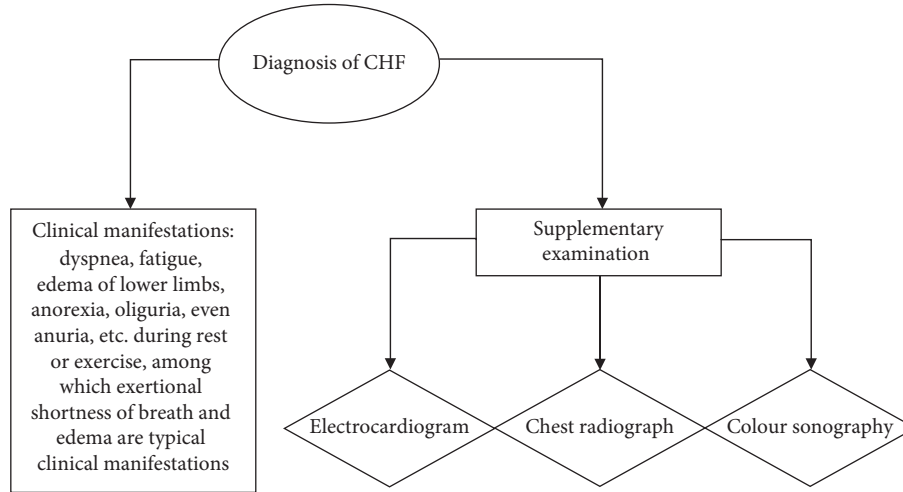 Diagnosis of CHF
Clinical manifestations:
dyspnea, fatigue,
edema of lower limbs,
anorexia, oliguria, even
anuria, etc. during rest
or exercise, among
which exertional
shortness of breath and
edema are typical
clinical manifestations
Supplementary
examination
Electrocardiogram
Chest radiograph
Colour sonography